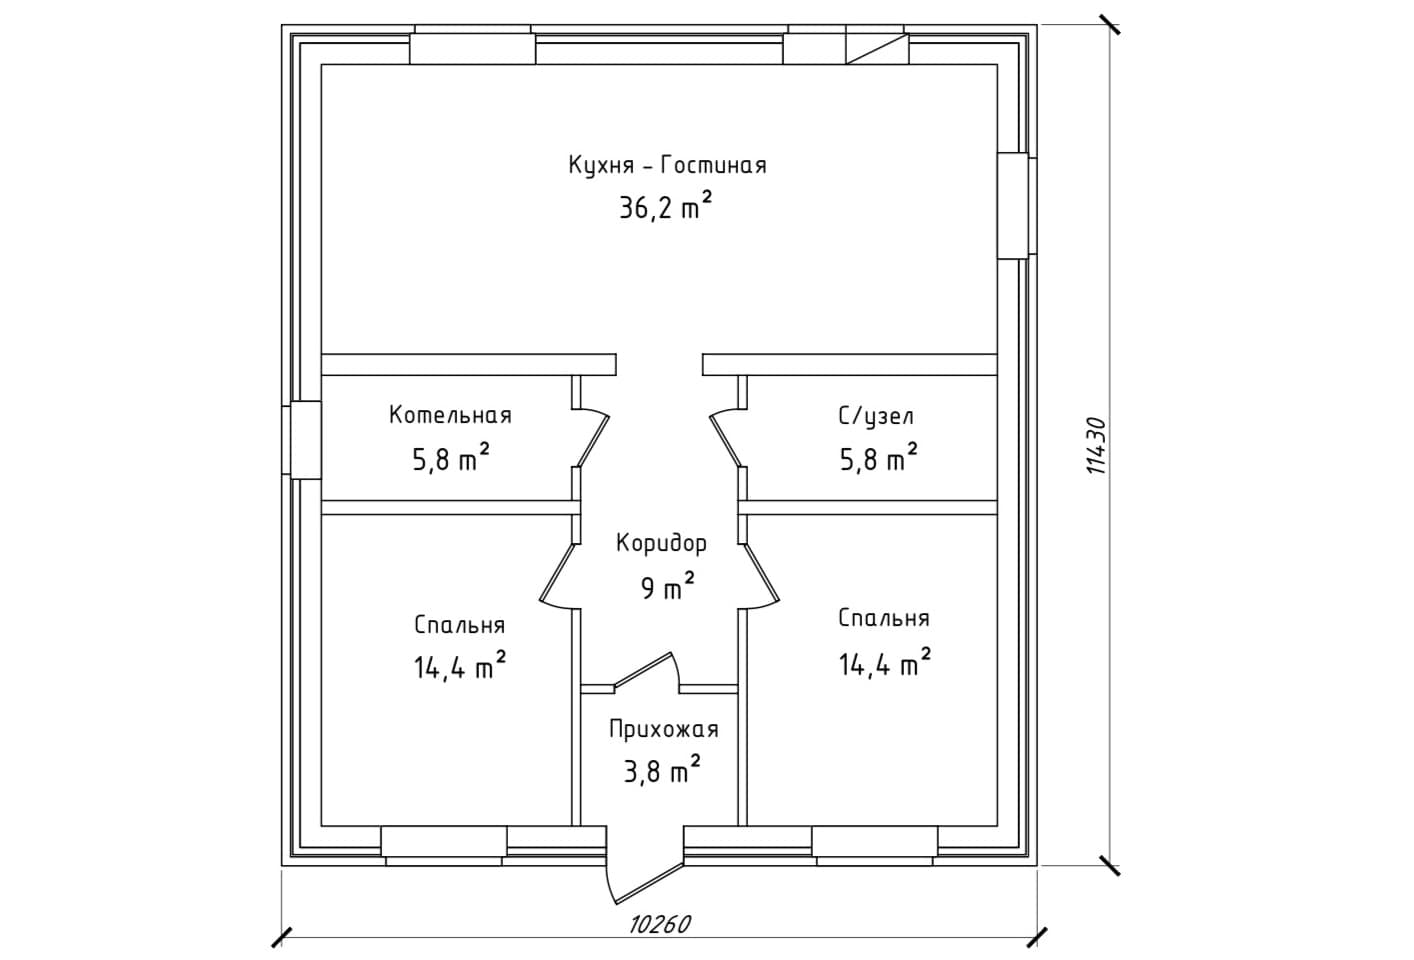 Кухня - Гостиная
36,2 m²
Котельная
5,8 m²
С/узел
5,8 m²
11430
Коридор
9 m²
Спальня
14,4 m²
Спальня
14,4 m²
Прихожая
3,8 m²
10260